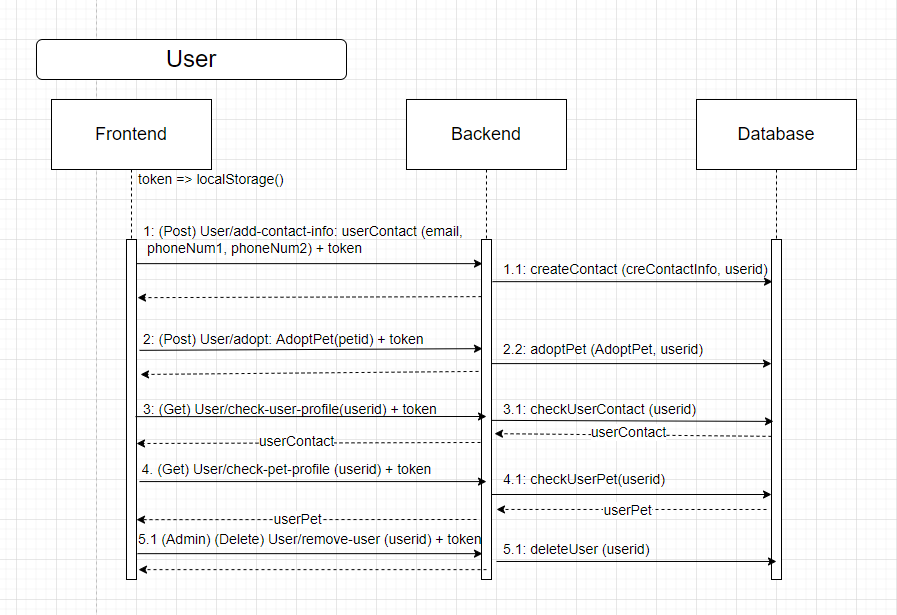 User
Frontend
Backend
Database
token => localStorage()
1: (Post) User/add-contact-info: userContact (email,
phoneNum1, phoneNum2) + token
1.1: createContact (creContactInfo, userid)
2: (Post) User/adopt: AdoptPet(petid) + token
2.2: adoptPet (AdoptPet, userid)
3: (Get) User/check-user-profile(userid) + token
3.1: checkUserContact (userid)
userContact
userContact
4. (Get) User/check-pet-profile (userid) + token
4.1: checkUserPet(userid)
userPet
userPet
5.1 (Admin) (Delete) User/remove-user (userid) + token
5.1: deleteUser (userid)